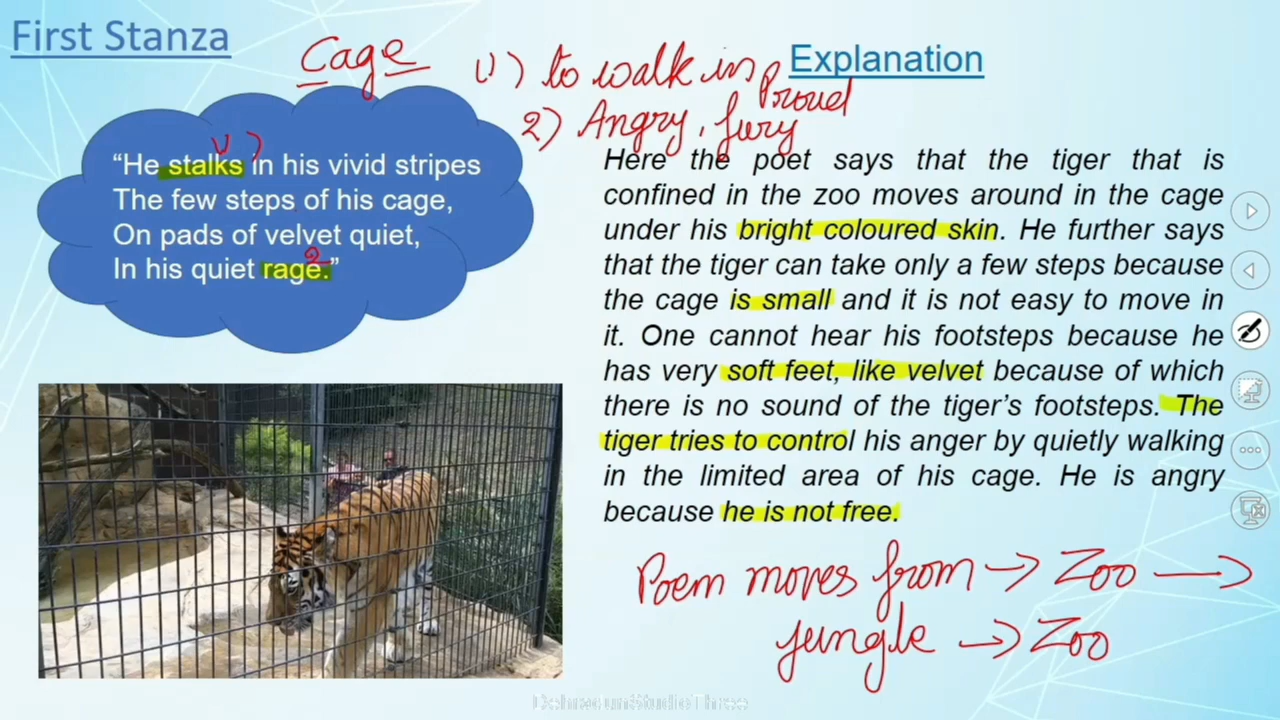 First Stanza
Cage
1) to walk in Proud
2) Angry, fury
Explanation
1)
“He stalks in his vivid stripes
The few steps of his cage,
On pads of velvet quiet,
2
In his quiet rage.”
Here the poet says that the tiger that is
confined in the zoo moves around in the cage
under his bright coloured skin. He further says
that the tiger can take only a few steps because
the cage is small and it is not easy to move in
it. One cannot hear his footsteps because he
has very soft feet, like velvet because of which
there is no sound of the tiger’s footsteps. The
tiger tries to control his anger by quietly walking
in the limited area of his cage. He is angry
because he is not free.
Poem moves from → Zoo →
jungle → Zoo
DehradunStudioThree